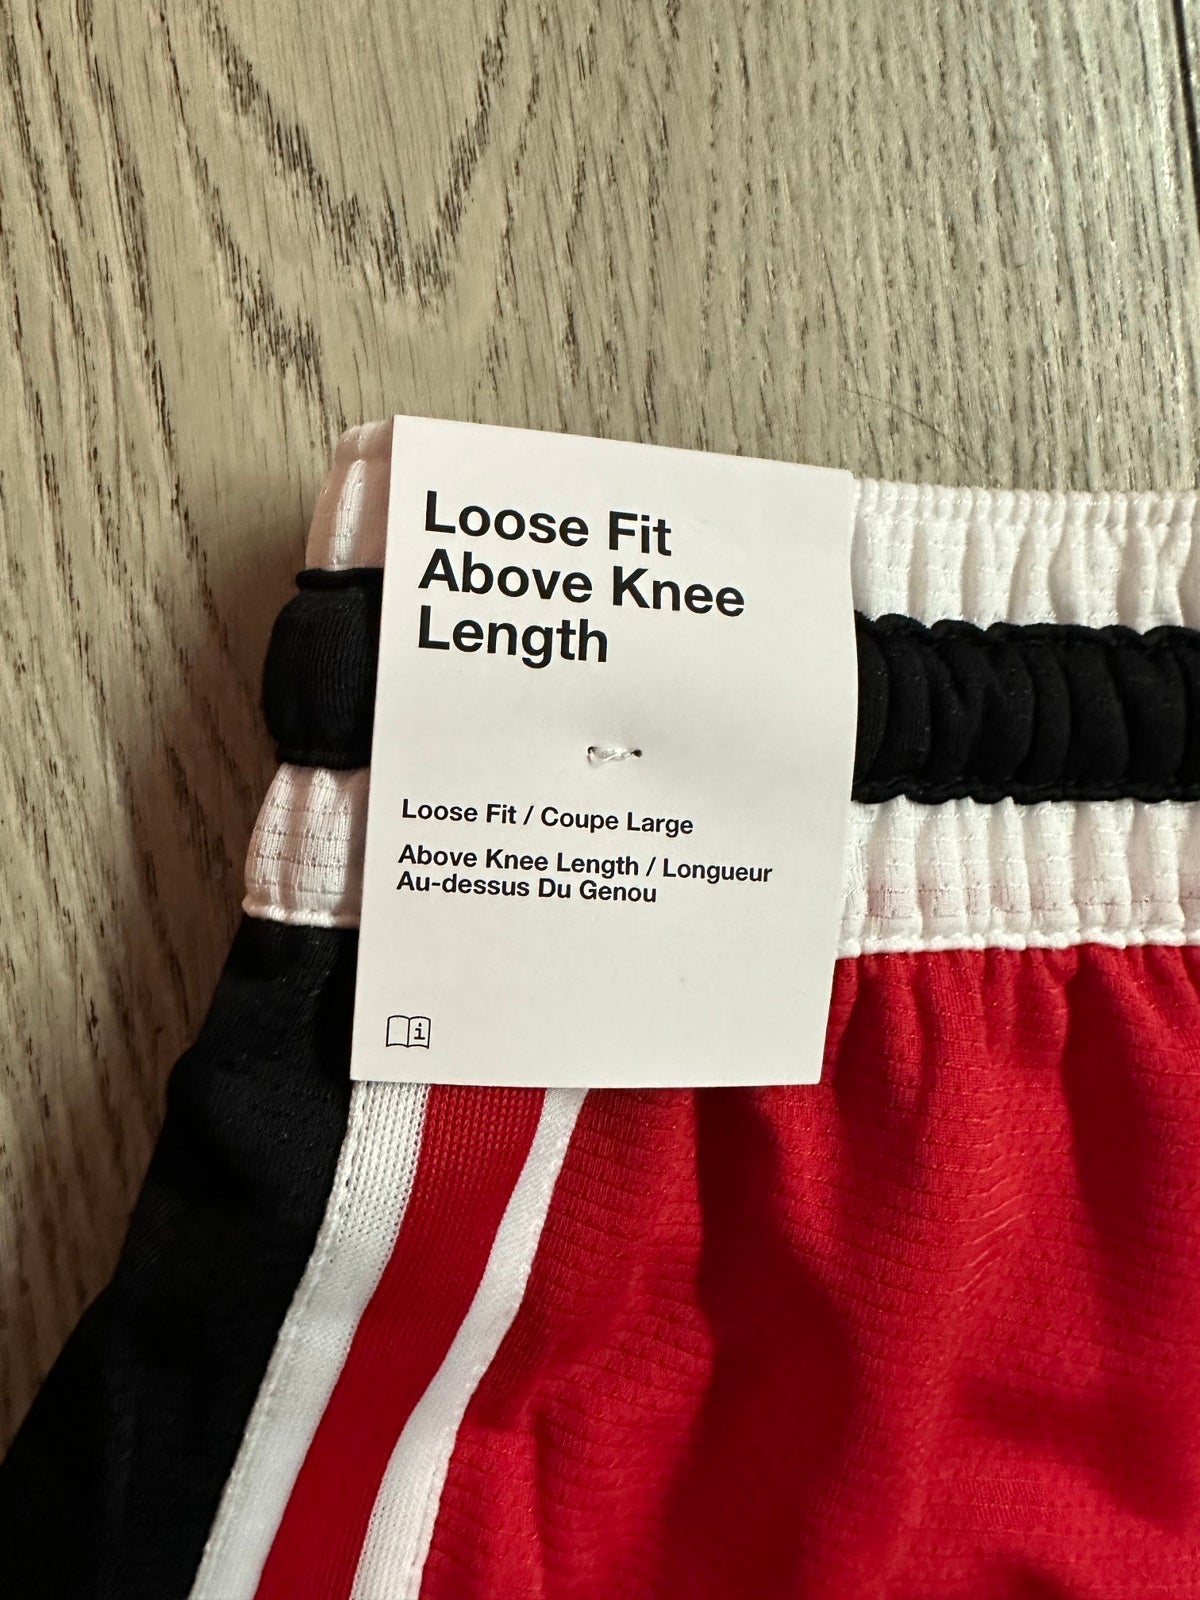 Loose Fit
Above Knee
Length
Loose Fit / Coupe Large
Above Knee Length / Longueur
Au-dessus Du Genou
i